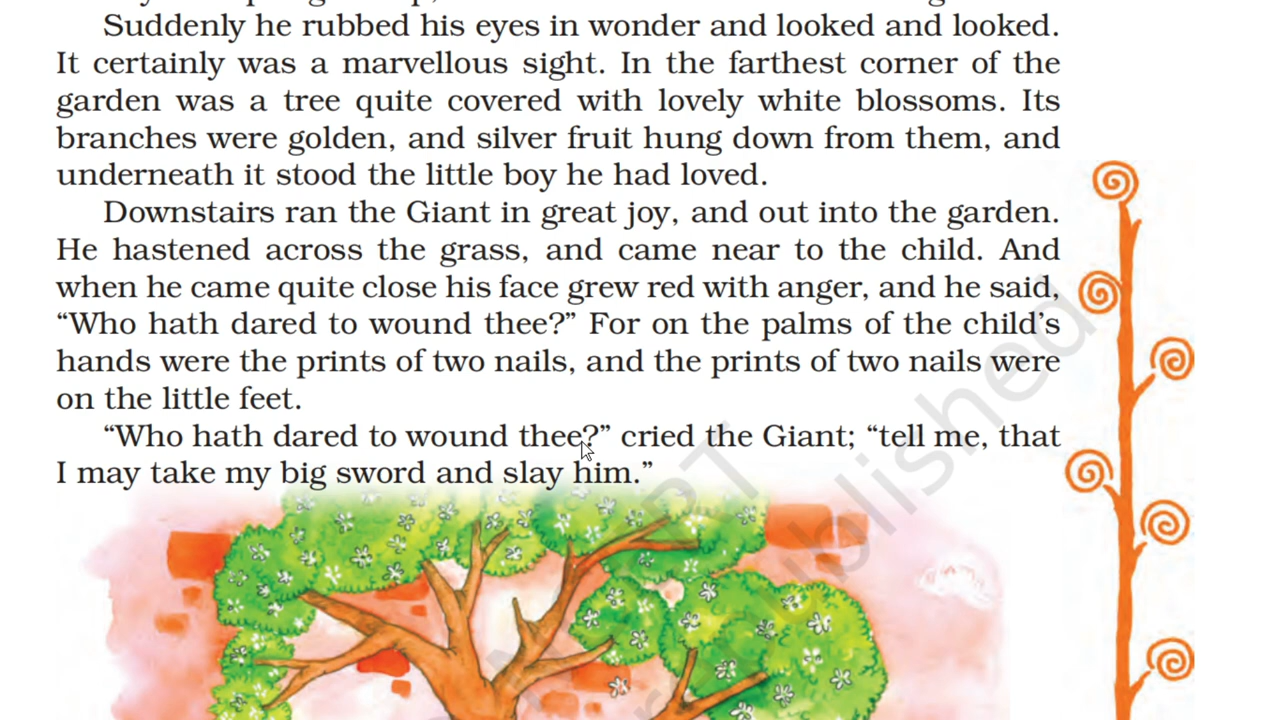 Suddenly he rubbed his eyes in wonder and looked and looked.
It certainly was a marvellous sight. In the farthest corner of the
garden was a tree quite covered with lovely white blossoms. Its
branches were golden, and silver fruit hung down from them, and
underneath it stood the little boy he had loved.
Downstairs ran the Giant in great joy, and out into the garden.
He hastened across the grass, and came near to the child. And
when he came quite close his face grew red with anger, and he said,
“Who hath dared to wound thee?” For on the palms of the child’s
hands were the prints of two nails, and the prints of two nails were
on the little feet.
“Who hath dared to wound thee?” cried the Giant; “tell me, that
I may take my big sword and slay him.”